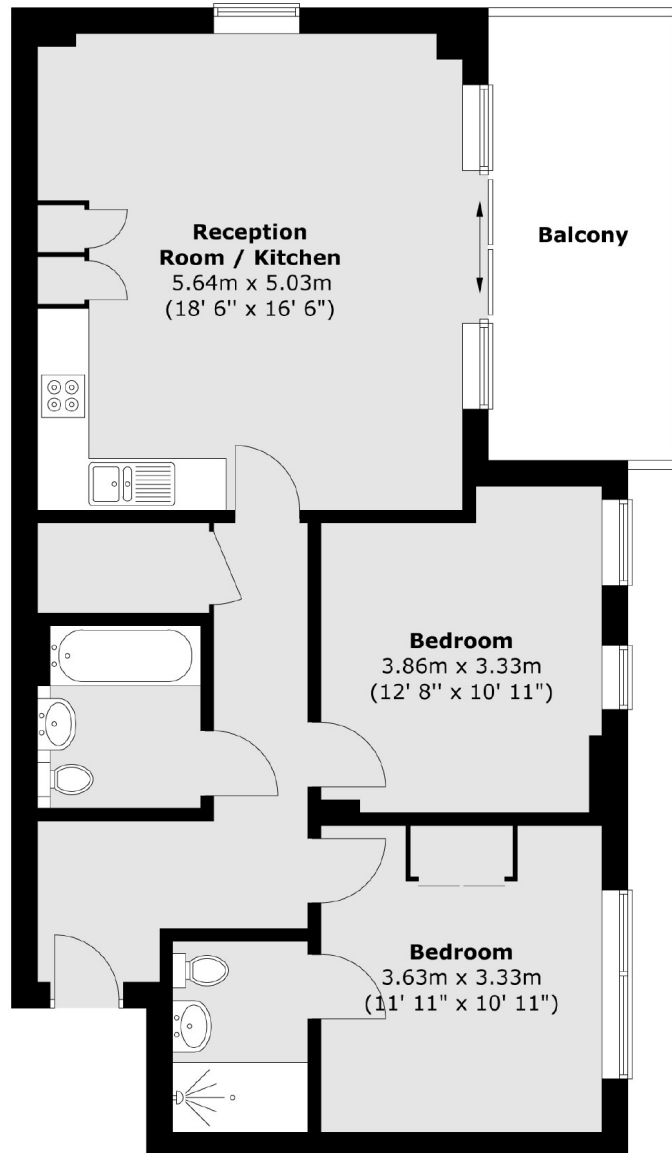 Reception
Room / Kitchen
5.64m x 5.03m
(18' 6'' x 16' 6")
Balcony
Bedroom
3.86m x 3.33m
(12' 8'' x 10' 11")
Bedroom
3.63m x 3.33m
(11' 11" x 10' 11")